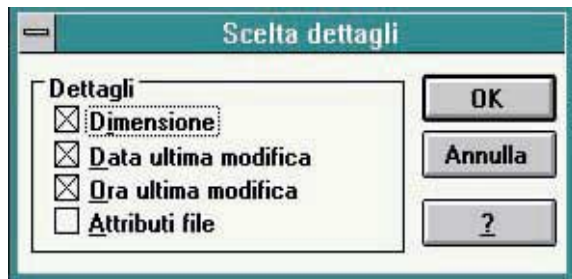 Scelta dettagli
Dettagli
Dimensione
Data ultima modifica
Ora ultima modifica
Attributi file
OK
Annulla
?